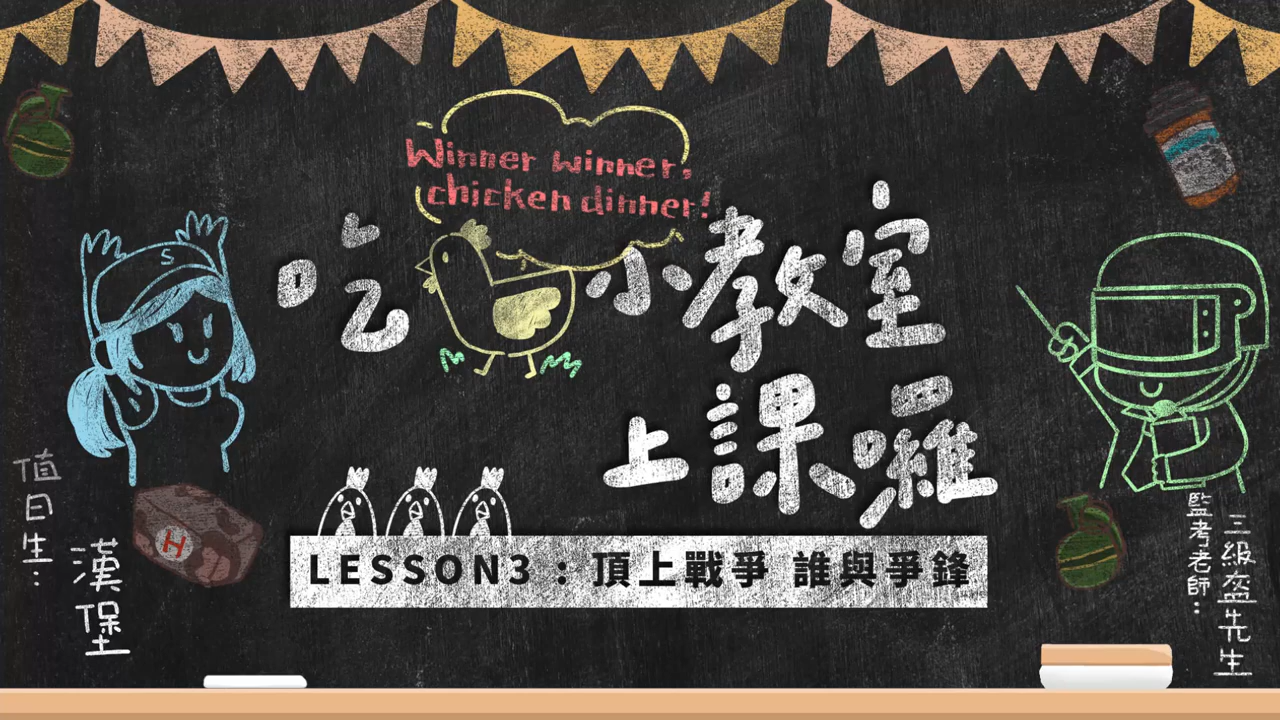 Winner winner,
chicken dinner!
吃小教室
上課囉
LESSON3：頂上戰爭 誰與爭鋒
S
值日生：
漢堡
H
監考老師：
三級盔先生